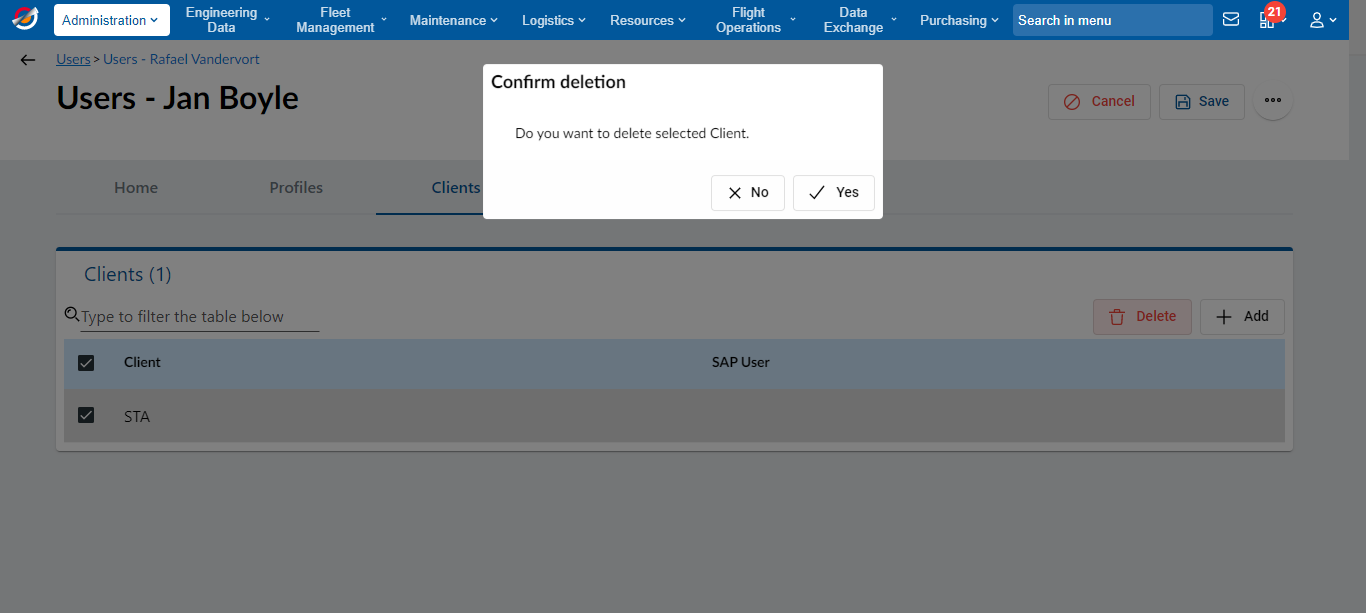 Administration
Engineering Data
Fleet Management
Maintenance
Logistics
Resources
Flight Operations
Data Exchange
Purchasing
Search in menu
21
Users > Users - Rafael Vandervort
Users - Jan Boyle
Cancel
Save
Confirm deletion
Do you want to delete selected Client.
No
Yes
Home
Profiles
Clients
Clients (1)
Type to filter the table below
Delete
Add
Client
SAP User
STA